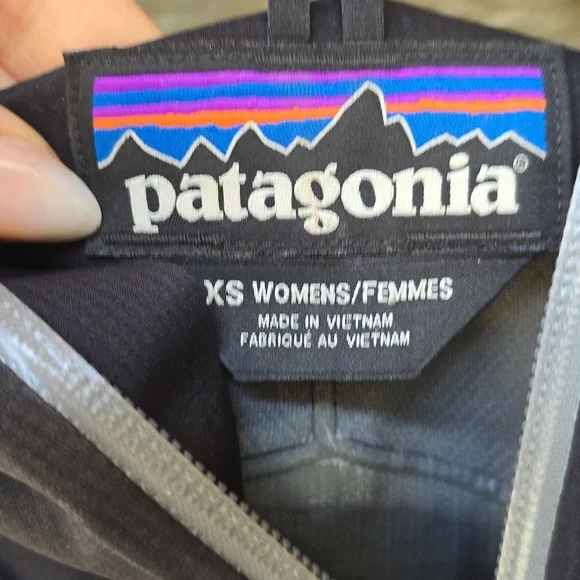 patagonia®
XS WOMENS/FEMMES
MADE IN VIETNAM
FABRIQUÉ AU VIETNAM